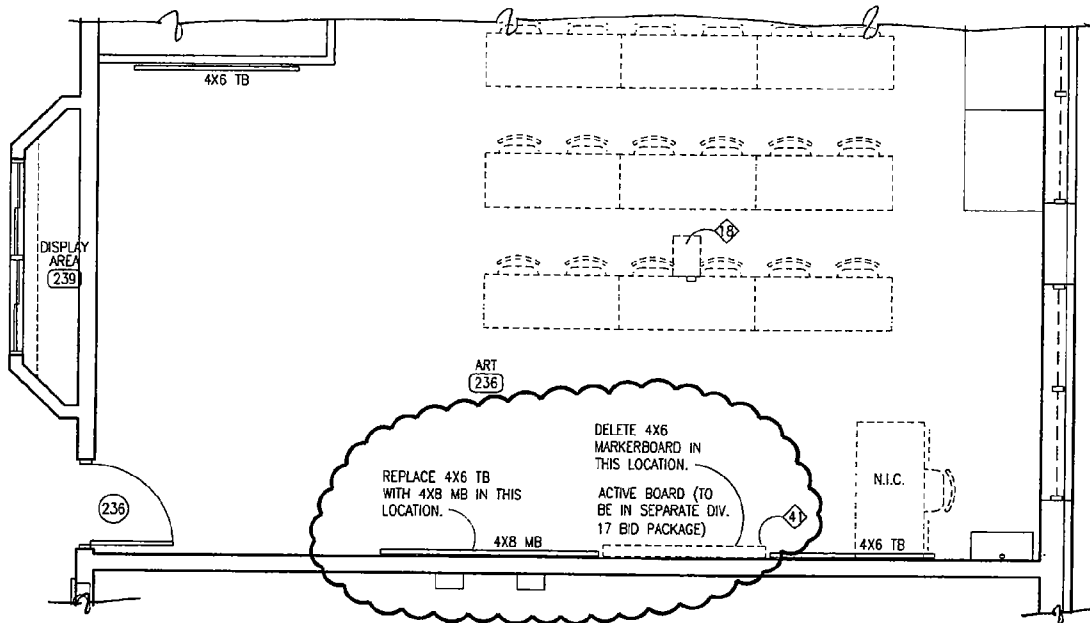 4X6 TB
18
DISPLAY
AREA
239
ART
236
DELETE 4X6
MARKERBOARD IN
THIS LOCATION.
REPLACE 4X6 TB
WITH 4X8 MB IN THIS
LOCATION.
ACTIVE BOARD (TO
BE IN SEPARATE DIV.
17 BID PACKAGE)
N.I.C.
236
41
4X8 MB
4X6 TB